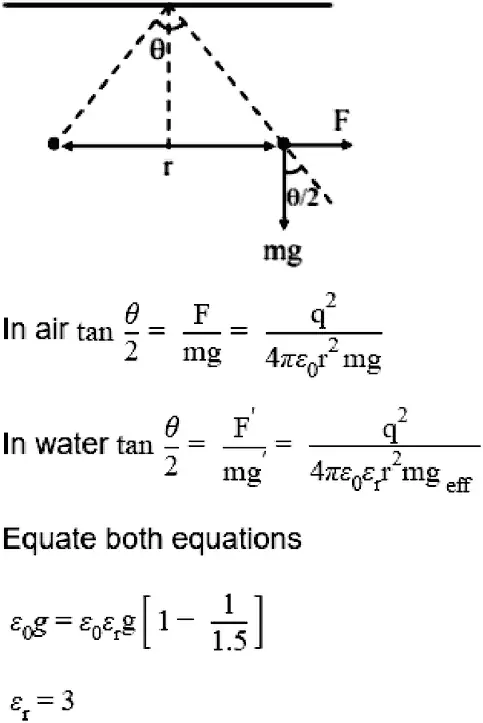 θ
F
r
θ/2
mg
In air tan θ/2 = F/mg = q²/4πε₀r²mg
In water tan θ/2 = F'/mg' = q²/4πε₀εᵣr²mg eff
Equate both equations
ε₀g = ε₀εᵣg[1 − 1/1.5]
εᵣ = 3